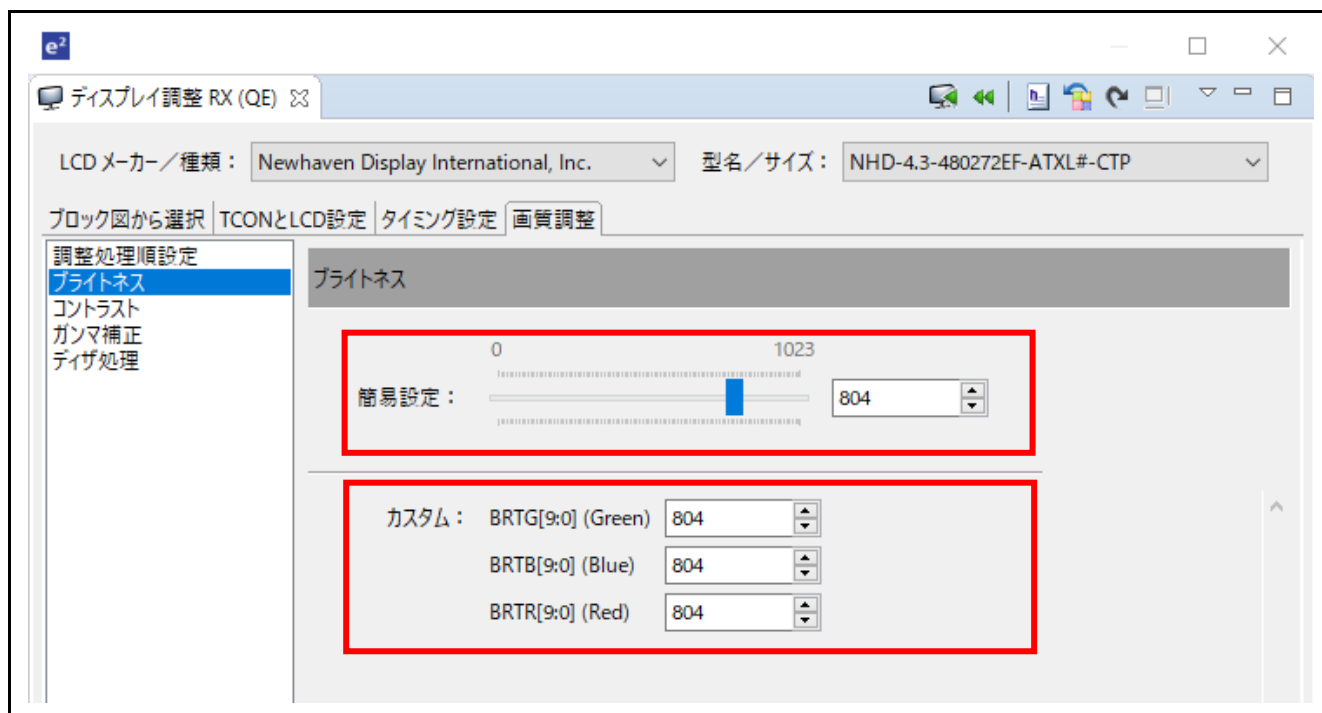 e²
ディスプレイ調整 RX (QE)
LCD メーカー／種類： Newhaven Display International, Inc. 型名／サイズ： NHD-4.3-480272EF-ATXL#-CTP
ブロック図から選択 TCONとLCD設定 タイミング設定 画質調整
調整処理順設定
ブライトネス
コントラスト
ガンマ補正
ディザ処理
ブライトネス
0 1023
簡易設定： 804
カスタム： BRTG[9:0] (Green) 804
BRTB[9:0] (Blue) 804
BRTR[9:0] (Red) 804